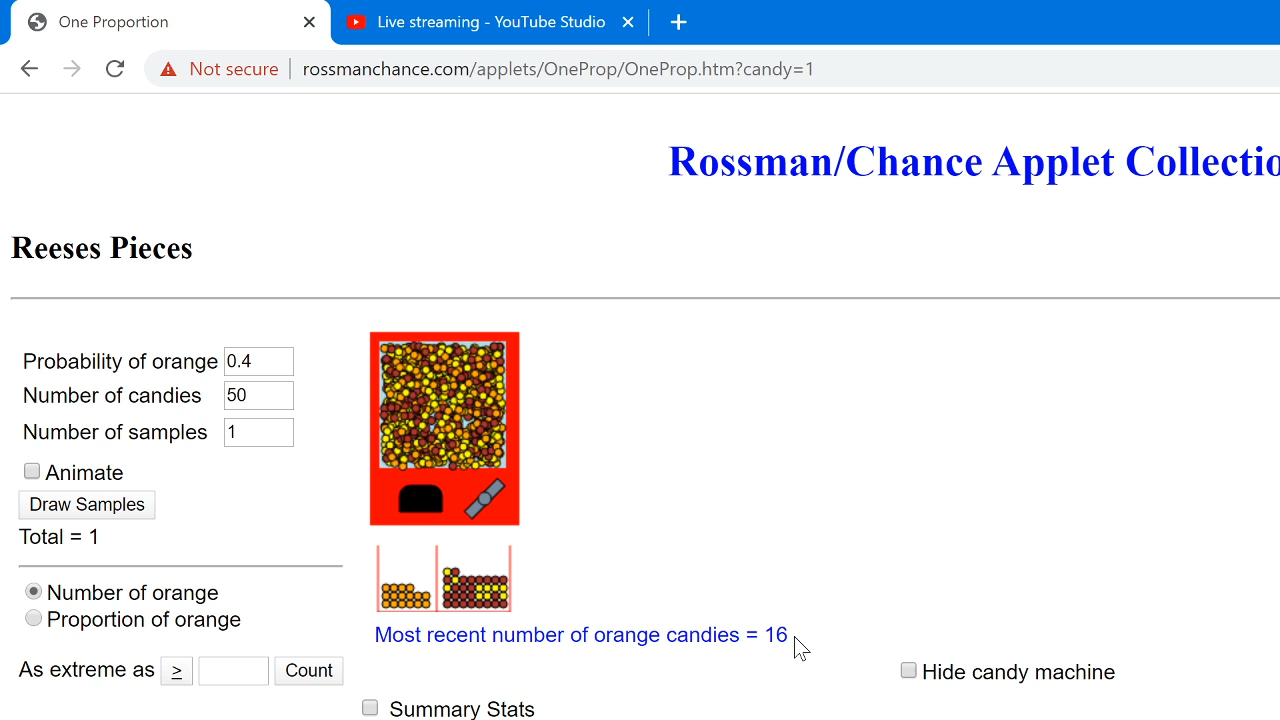 One Proportion
Live streaming - YouTube Studio
Not secure
rossmanchance.com/applets/OneProp/OneProp.htm?candy=1
Rossman/Chance Applet Collectio
Reeses Pieces
Probability of orange 0.4
Number of candies 50
Number of samples 1
Animate
Draw Samples
Total = 1
Number of orange
Proportion of orange
Most recent number of orange candies = 16
As extreme as ≥ Count
Hide candy machine
Summary Stats